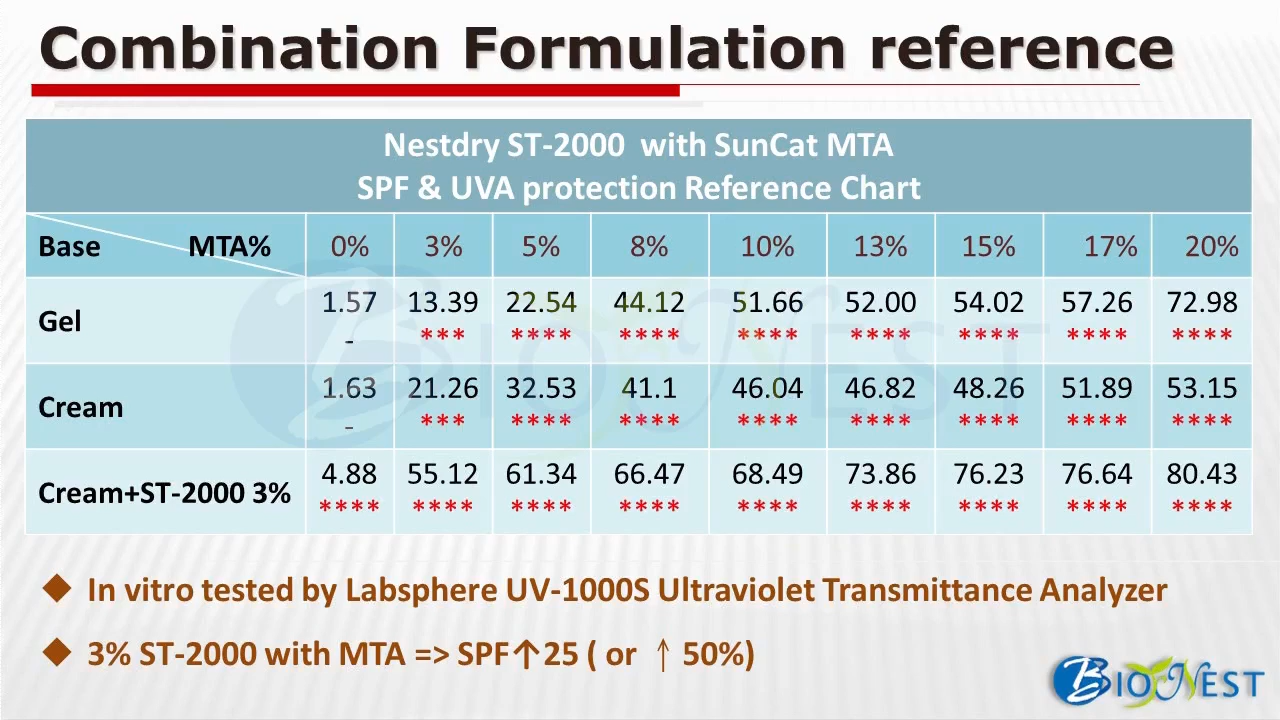 Combination Formulation reference
Nestdry ST-2000 with SunCat MTA
SPF & UVA protection Reference Chart
Base MTA% 0% 3% 5% 8% 10% 13% 15% 17% 20%
Gel 1.57 13.39 22.54 44.12 51.66 52.00 54.02 57.26 72.98
- *** **** **** **** **** **** **** ****
Cream 1.63 21.26 32.53 41.1 46.04 46.82 48.26 51.89 53.15
- *** **** **** **** **** **** **** ****
Cream+ST-2000 3% 4.88 55.12 61.34 66.47 68.49 73.86 76.23 76.64 80.43
**** **** **** **** **** **** **** **** ****
BIONEST
◆ In vitro tested by Labsphere UV-1000S Ultraviolet Transmittance Analyzer
◆ 3% ST-2000 with MTA => SPF↑25 ( or ↑ 50%)
BIONEST